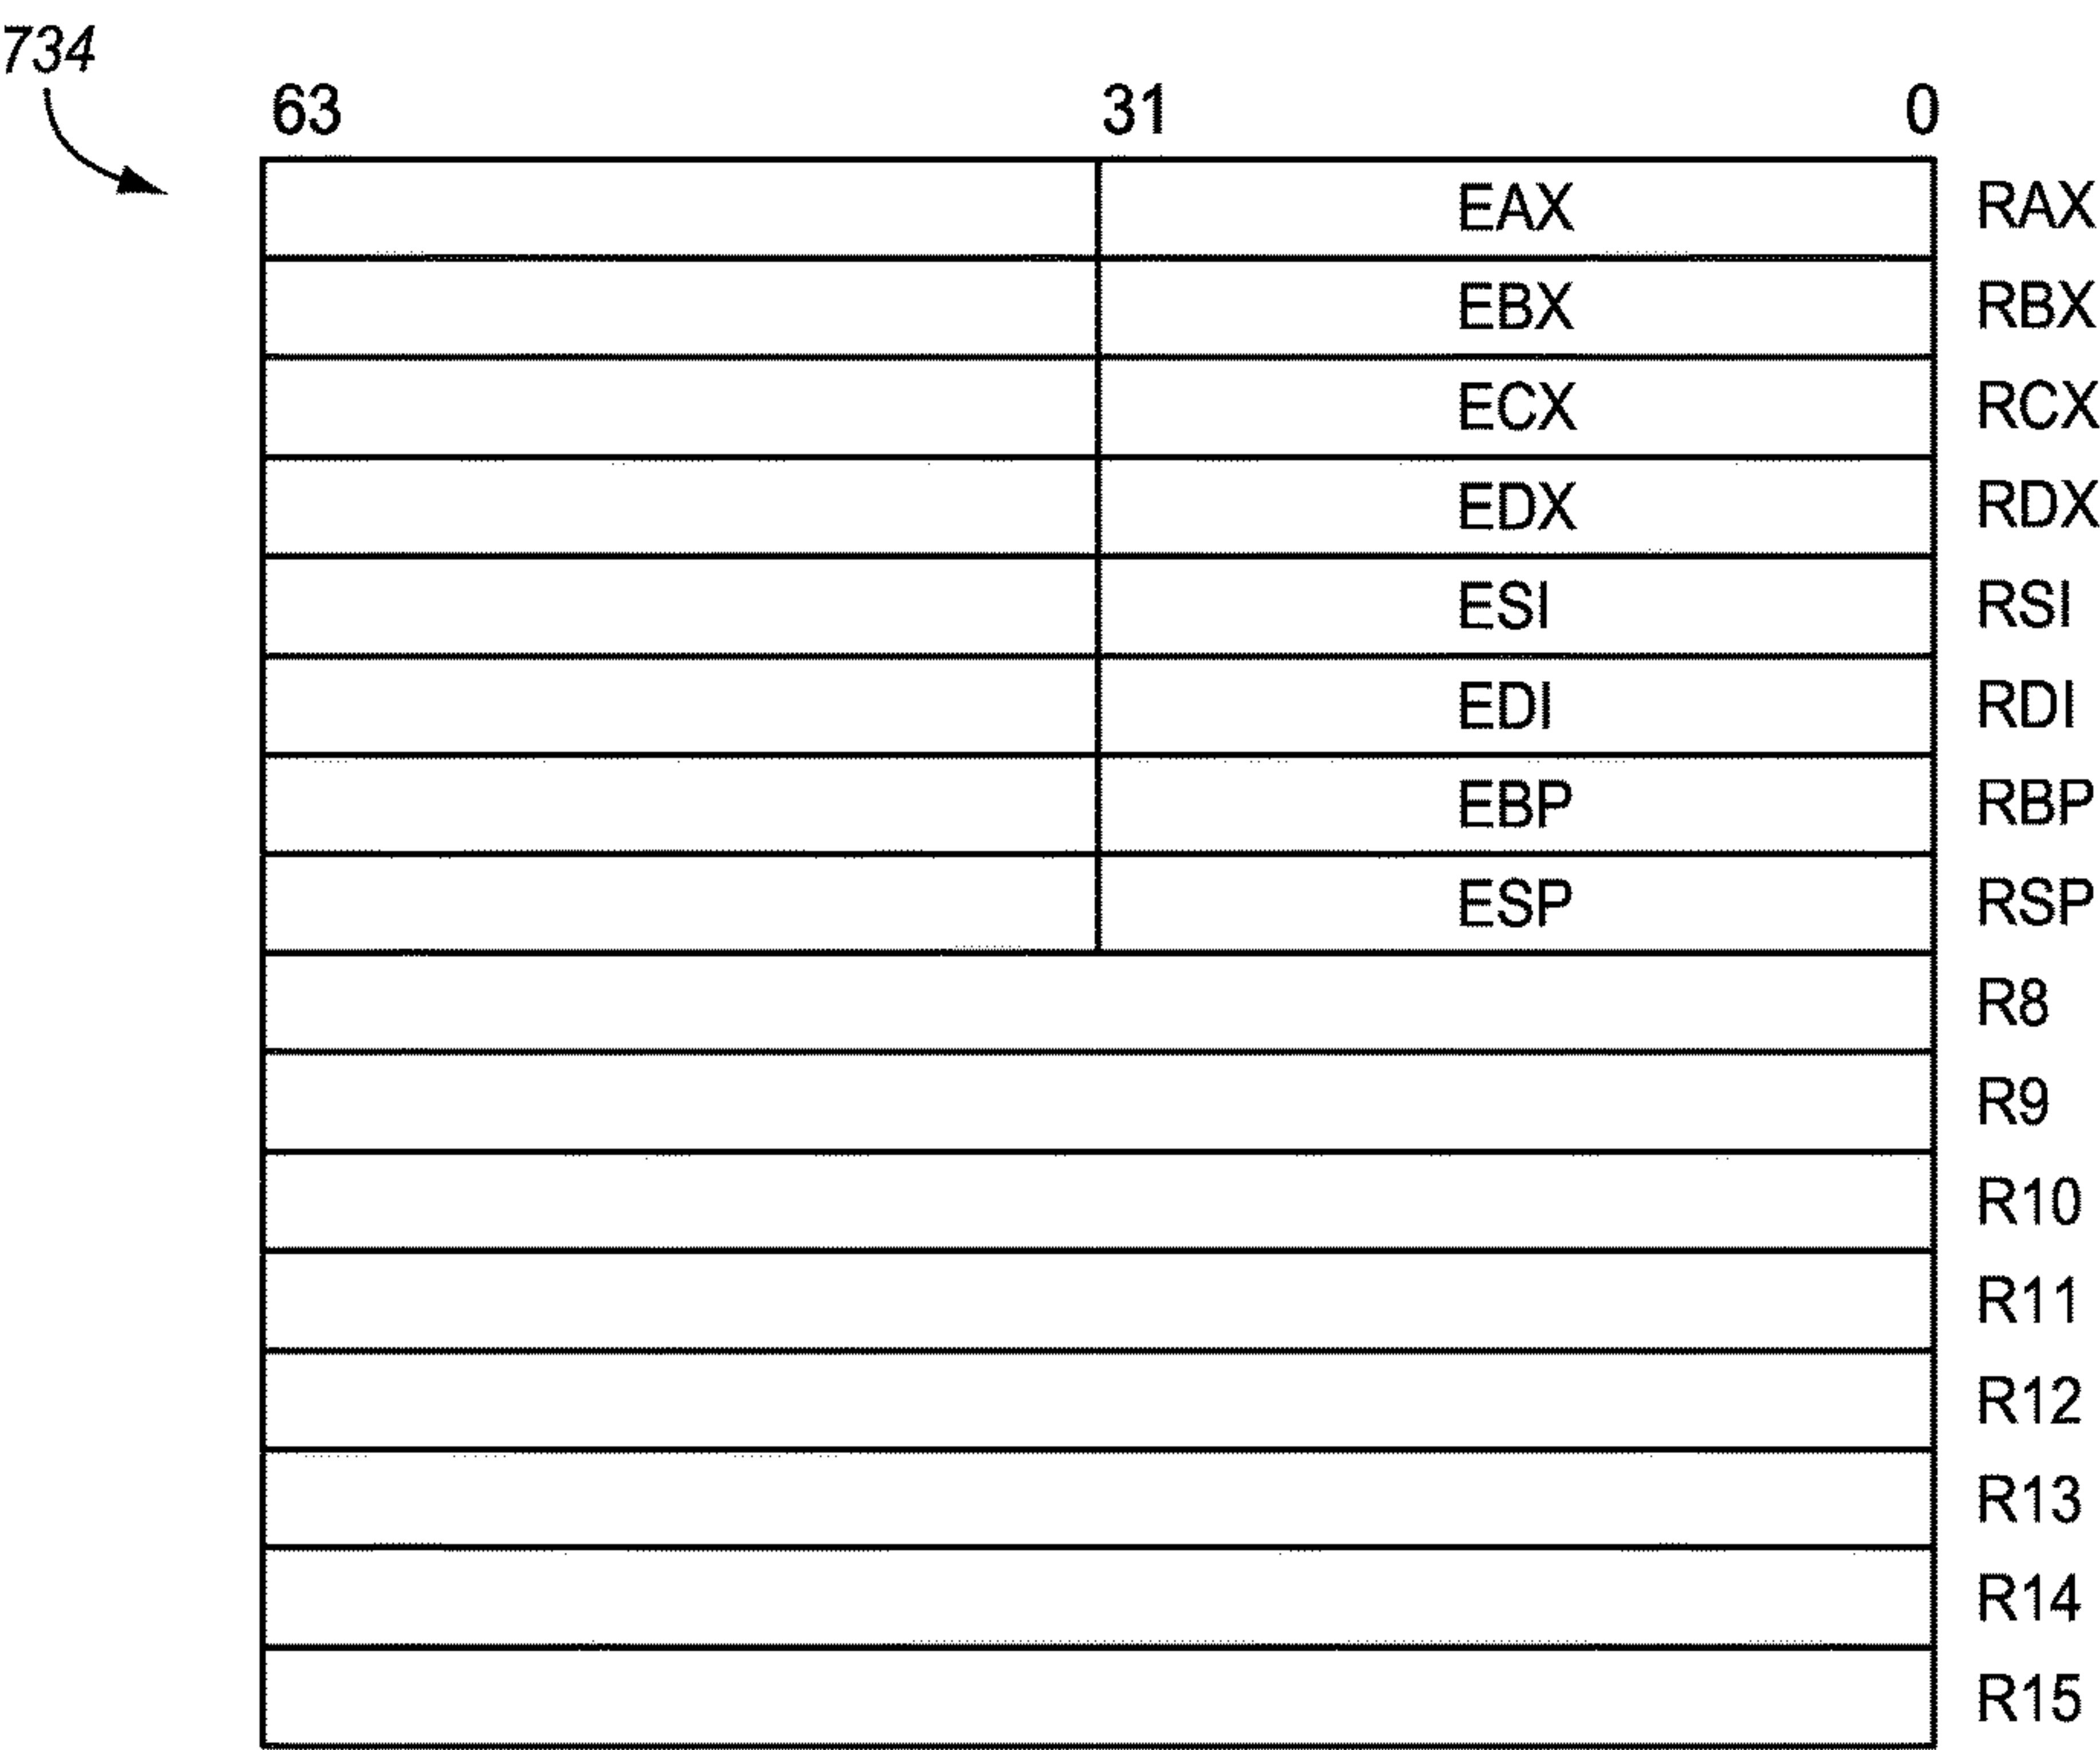 734
63 31 0
EAX RAX
EBX RBX
ECX RCX
EDX RDX
ESI RSI
EDI RDI
EBP RBP
ESP RSP
R8
R9
R10
R11
R12
R13
R14
R15